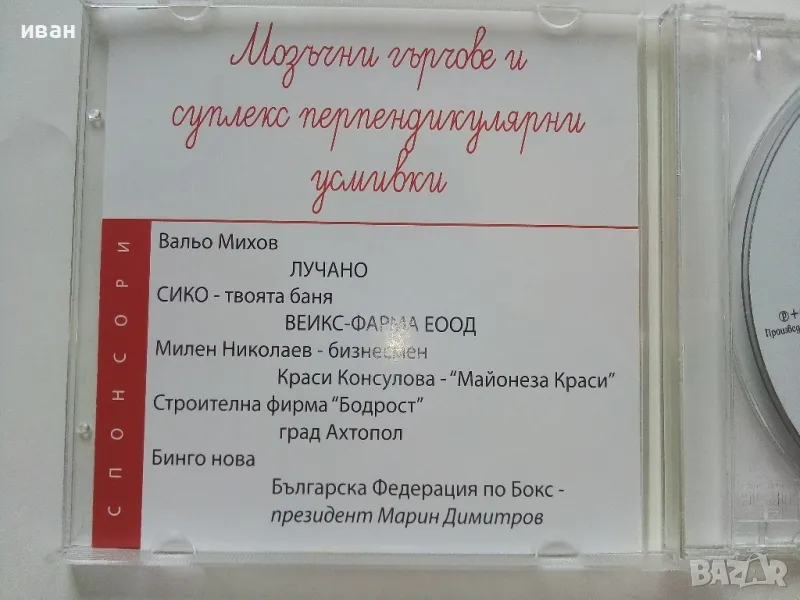 иван
Мозъчни гърчове и
суплекс перпендикулярни
усмивки
СПОНСОРИ
Вальо Михов
ЛУЧАНО
СИКО - твоята баня
ВЕИКС-ФАРМА ЕООД
Милен Николаев - бизнесмен
Краси Консулова - “Майонеза Краси”
Строителна фирма “Бодрост”
град Ахтопол
Бинго нова
Българска Федерация по Бокс -
президент Марин Димитров
℗+
BAZAR